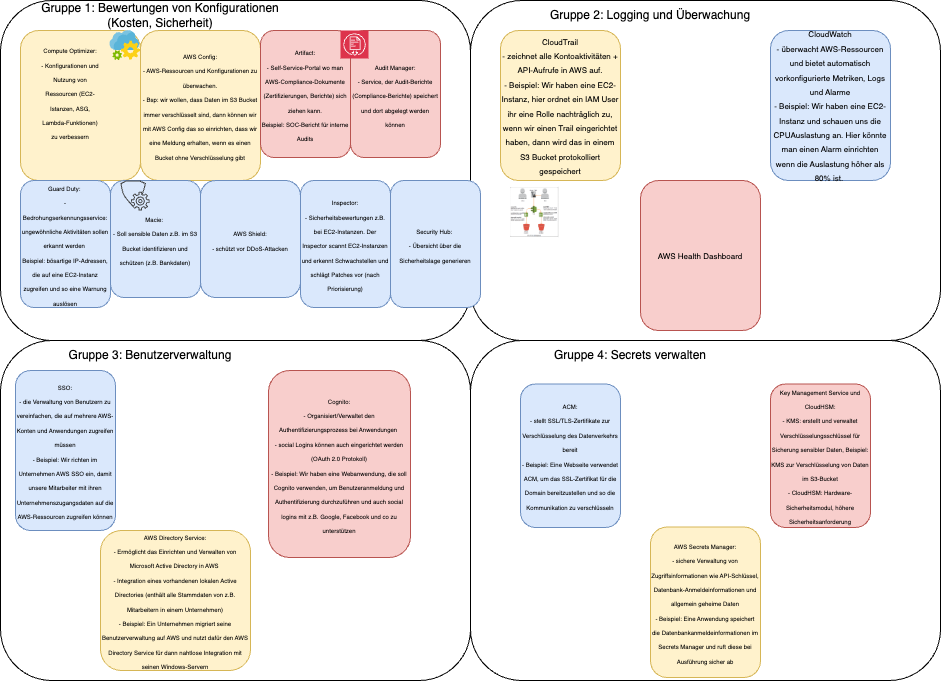 Gruppe 1: Bewertungen von Konfigurationen
(Kosten, Sicherheit)
Compute Optimizer:
- Konfigurationen und
Nutzung von
Ressourcen (EC2-
Istanzen, ASG,
Lambda-Funktionen)
zu verbessern
AWS Config:
- AWS-Ressourcen und Konfigurationen zu
überwachen.
- Bsp: wir wollen, dass Daten im S3 Bucket
immer verschlüsselt sind, dann können wir
mit AWS Config das so einrichten, dass wir
eine Meldung erhalten, wenn es einen
Bucket ohne Verschlüsselung gibt
Artifact:
- Self-Service-Portal wo man
AWS-Compliance-Dokumente
(Zertifizierungen, Berichte) sich
ziehen kann.
Beispiel: SOC-Bericht für interne
Audits
Audit Manager:
- Service, der Audit-Berichte
(Compliance-Berichte) speichert
und dort abgelegt werden
können
Guard Duty:
-
Bedrohungserkennungsservice:
ungewöhnliche Aktivitäten sollen
erkannt werden
Beispiel: bösartige IP-Adressen,
die auf eine EC2-Instanz
zugreifen und so eine Warnung
auslösen
Macie:
- Soll sensible Daten z.B. im S3
Bucket identifizieren und
schützen (z.B. Bankdaten)
AWS Shield:
- schützt vor DDoS-Attacken
Inspector:
- Sicherheitsbewertungen z.B.
bei EC2-Instanzen. Der
Inspector scannt EC2-Instanzen
und erkennt Schwachstellen und
schlägt Patches vor (nach
Priorisierung)
Security Hub:
- Übersicht über die
Sicherheitslage generieren
Gruppe 2: Logging und Überwachung
CloudTrail
- zeichnet alle Kontoaktivitäten +
API-Aufrufe in AWS auf.
- Beispiel: Wir haben eine EC2-
Instanz, hier ordnet ein IAM User
ihr eine Rolle nachträglich zu,
wenn wir einen Trail eingerichtet
haben, dann wird das in einem
S3 Bucket protokolliert
gespeichert
CloudWatch
- überwacht AWS-Ressourcen
und bietet automatisch
vorkonfigurierte Metriken, Logs
und Alarme
- Beispiel: Wir haben eine EC2-
Instanz und schauen uns die
CPUAuslastung an. Hier könnte
man einen Alarm einrichten
wenn die Auslastung höher als
80% ist.
AWS Health Dashboard
Gruppe 3: Benutzerverwaltung
SSO:
- die Verwaltung von Benutzern zu
vereinfachen, die auf mehrere AWS-
Konten und Anwendungen zugreifen
müssen
- Beispiel: Wir richten im
Unternehmen AWS SSO ein, damit
unsere Mitarbeiter mit ihren
Unternehmenszugangsdaten auf die
AWS-Ressourcen zugreifen können
Cognito:
- Organisiert/Verwaltet den
Authentifizierungsprozess bei Anwendungen
- social Logins können auch eingerichtet werden
(OAuth 2.0 Protokoll)
- Beispiel: Wir haben eine Webanwendung, die soll
Cognito verwenden, um Benutzeranmeldung und
Authentifizierung durchzuführen und auch social
logins mit z.B. Google, Facebook und co zu
unterstützen
AWS Directory Service:
- Ermöglicht das Einrichten und Verwalten von
Microsoft Active Directory in AWS
- Integration eines vorhandenen lokalen Active
Directories (enthält alle Stammdaten von z.B.
Mitarbeitern in einem Unternehmen)
- Beispiel: Ein Unternehmen migriert seine
Benutzerverwaltung auf AWS und nutzt dafür den AWS
Directory Service für dann nahtlose Integration mit
seinen Windows-Servern
Gruppe 4: Secrets verwalten
ACM:
- stellt SSL/TLS-Zertifikate zur
Verschlüsselung des Datenverkehrs
bereit
- Beispiel: Eine Webseite verwendet
ACM, um das SSL-Zertifikat für die
Domain bereitzustellen und so die
Kommunikation zu verschlüsseln
Key Management Service und
CloudHSM:
- KMS: erstellt und verwaltet
Verschlüsselungsschlüssel für
Sicherung sensibler Daten, Beispiel:
KMS zur Verschlüsselung von Daten
im S3-Bucket
- CloudHSM: Hardware-
Sicherheitsmodul, höhere
Sicherheitsanforderung
AWS Secrets Manager:
- sichere Verwaltung von
Zugriffsinformationen wie API-Schlüssel,
Datenbank-Anmeldeinformationen und
allgemein geheime Daten
- Beispiel: Eine Anwendung speichert
die Datenbankanmeldeinformationen im
Secrets Manager und ruft diese bei
Ausführung sicher ab